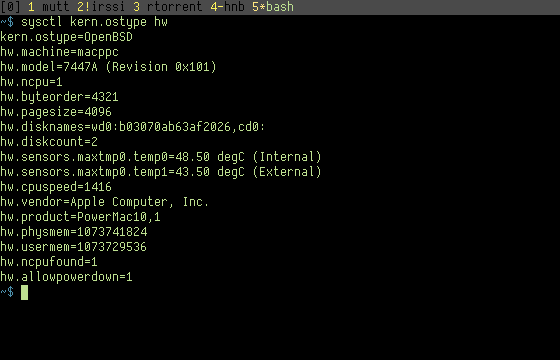 [0] 1 mutt 2!irssi 3 rtorrent 4-hnb 5*bash
~$ sysctl kern.ostype hw
kern.ostype=OpenBSD
hw.machine=macppc
hw.model=7447A (Revision 0x101)
hw.ncpu=1
hw.byteorder=4321
hw.pagesize=4096
hw.disknames=wd0:b03070ab63af2026,cd0:
hw.diskcount=2
hw.sensors.maxtmp0.temp0=48.50 degC (Internal)
hw.sensors.maxtmp0.temp1=43.50 degC (External)
hw.cpuspeed=1416
hw.vendor=Apple Computer, Inc.
hw.product=PowerMac10,1
hw.physmem=1073741824
hw.usermem=1073729536
hw.ncpufound=1
hw.allowpowerdown=1
~$